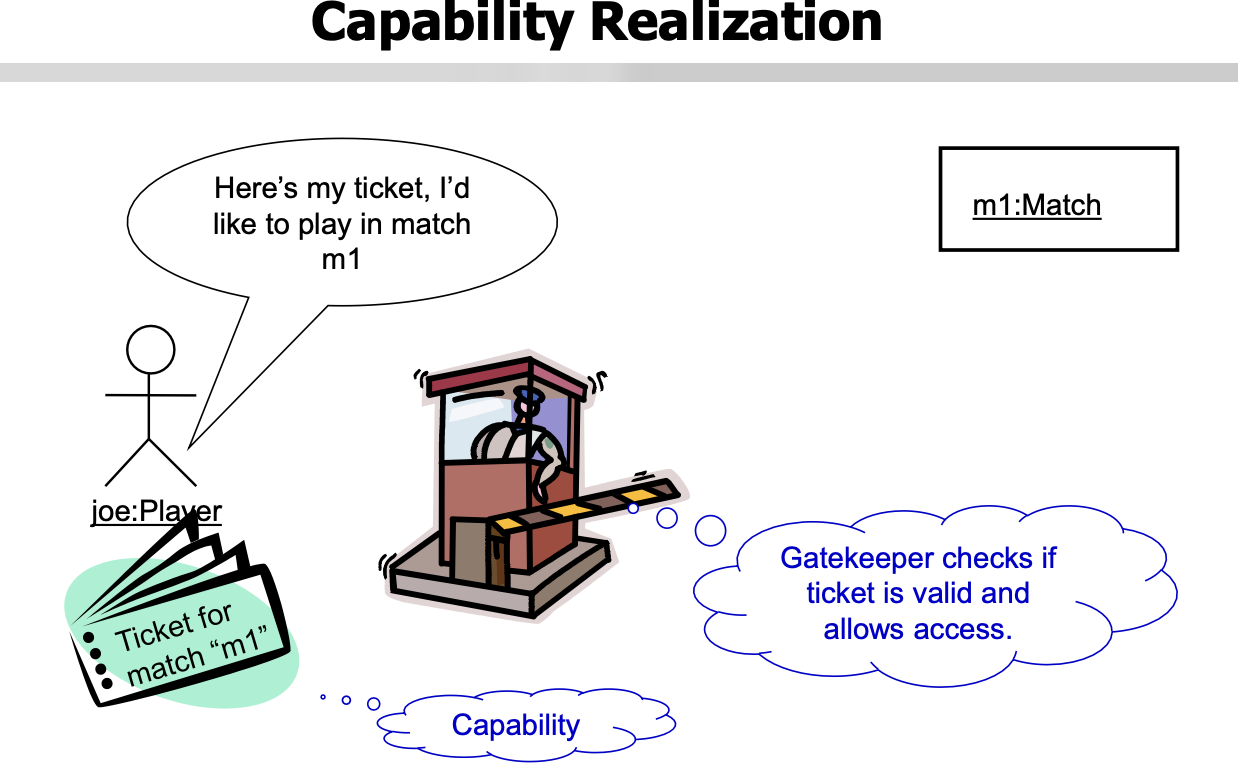 Capability Realization
Here’s my ticket, I’d
like to play in match
m1
m1:Match
joe:Player
Ticket for
match “m1”
Gatekeeper checks if
ticket is valid and
allows access.
Capability